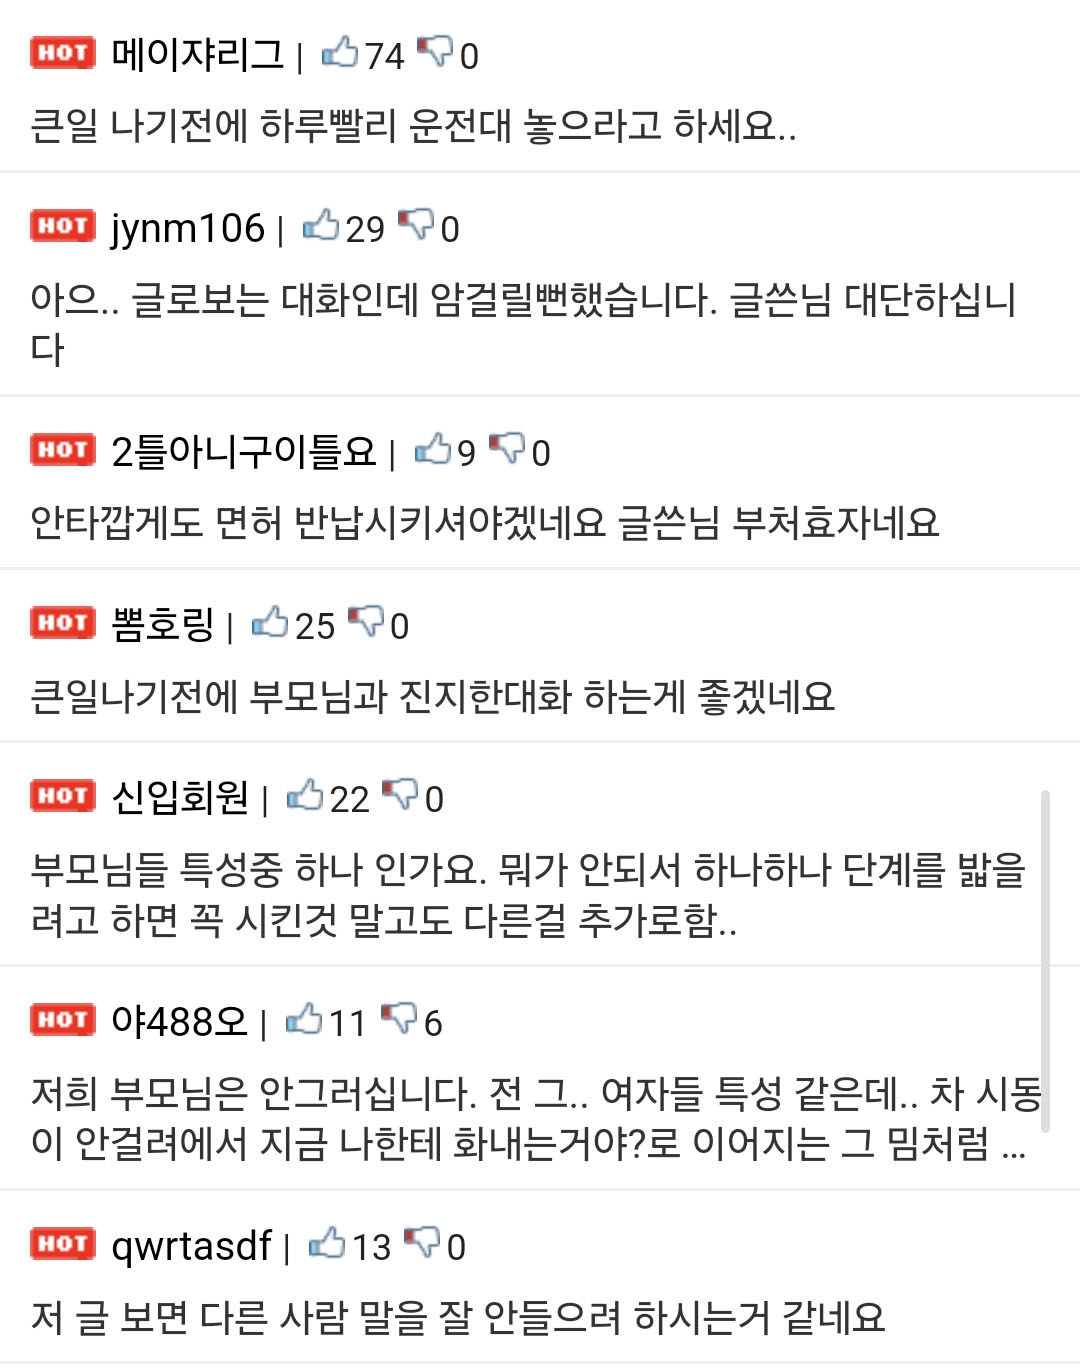 HOT 메이쟈리그 | 74 0
큰일 나기전에 하루빨리 운전대 놓으라고 하세요..
HOT jynm106 | 29 0
아으.. 글로보는 대화인데 암걸릴뻔했습니다. 글쓴님 대단하십니
다
HOT 2틀아니구이틀요 | 9 0
안타깝게도 면허 반납시키셔야겠네요 글쓴님 부처효자네요
HOT 뽐호링 | 25 0
큰일나기전에 부모님과 진지한대화 하는게 좋겠네요
HOT 신입회원 | 22 0
부모님들 특성중 하나 인가요. 뭐가 안되서 하나하나 단계를 밟을
려고 하면 꼭 시킨것 말고도 다른걸 추가로함..
HOT 야488오 | 11 6
저희 부모님은 안그러십니다. 전 그.. 여자들 특성 같은데.. 차 시동
이 안걸려에서 지금 나한테 화내는거야?로 이어지는 그 밈처럼 ...
HOT qwrtasdf | 13 0
저 글 보면 다른 사람 말을 잘 안들으려 하시는거 같네요